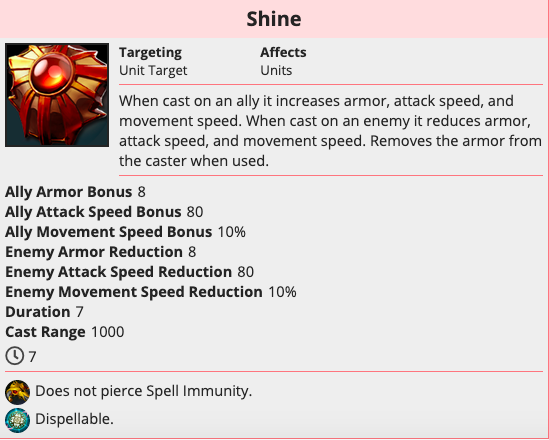 Shine
Targeting
Unit Target
Affects
Units
When cast on an ally it increases armor, attack speed, and
movement speed. When cast on an enemy it reduces armor,
attack speed, and movement speed. Removes the armor from
the caster when used.
Ally Armor Bonus 8
Ally Attack Speed Bonus 80
Ally Movement Speed Bonus 10%
Enemy Armor Reduction 8
Enemy Attack Speed Reduction 80
Enemy Movement Speed Reduction 10%
Duration 7
Cast Range 1000
7
Does not pierce Spell Immunity.
Dispellable.